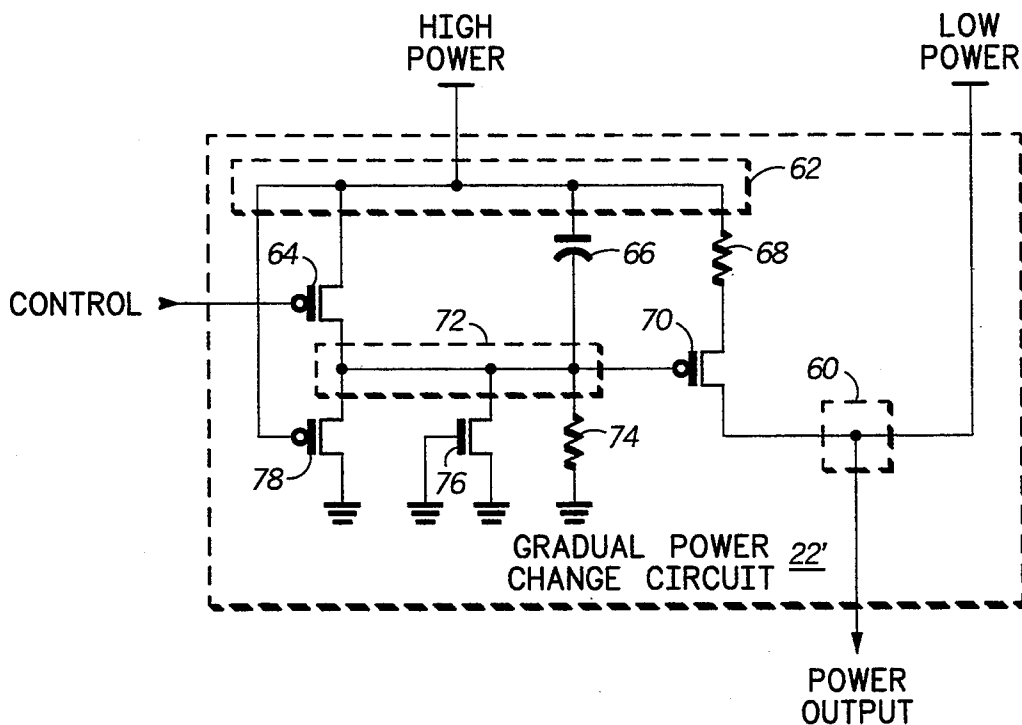 HIGH
POWER
LOW
POWER
62
64
66
68
CONTROL
72
70
60
78
76
74
GRADUAL POWER
CHANGE CIRCUIT 22'
POWER
OUTPUT